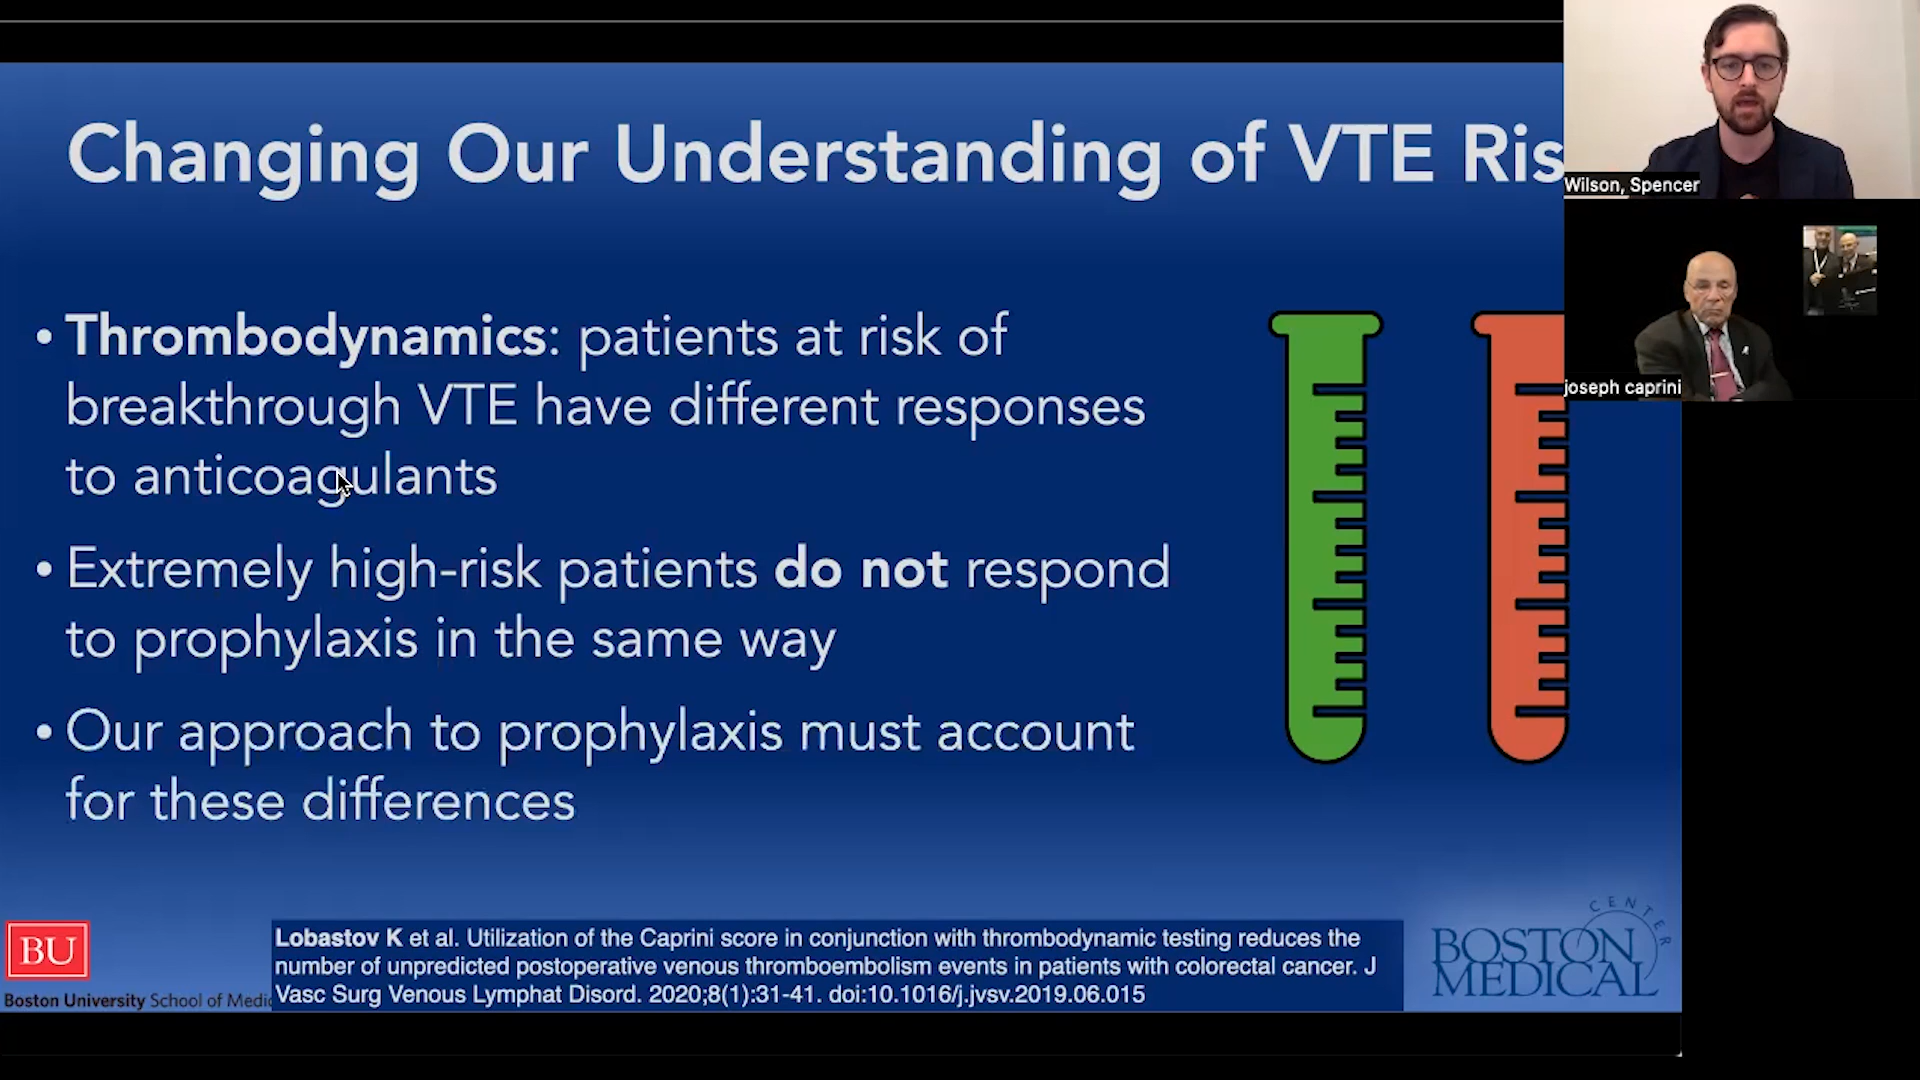 Changing Our Understanding of VTE Ris
Wilson, Spencer
joseph caprini
• Thrombodynamics: patients at risk of
breakthrough VTE have different responses
to anticoagulants
• Extremely high-risk patients do not respond
to prophylaxis in the same way
• Our approach to prophylaxis must account
for these differences
BU
Boston University School of Medic
Lobastov K et al. Utilization of the Caprini score in conjunction with thrombodynamic testing reduces the
number of unpredicted postoperative venous thromboembolism events in patients with colorectal cancer. J
Vasc Surg Venous Lymphat Disord. 2020;8(1):31-41. doi:10.1016/j.jvsv.2019.06.015
BOSTON
MEDICAL
CENTER